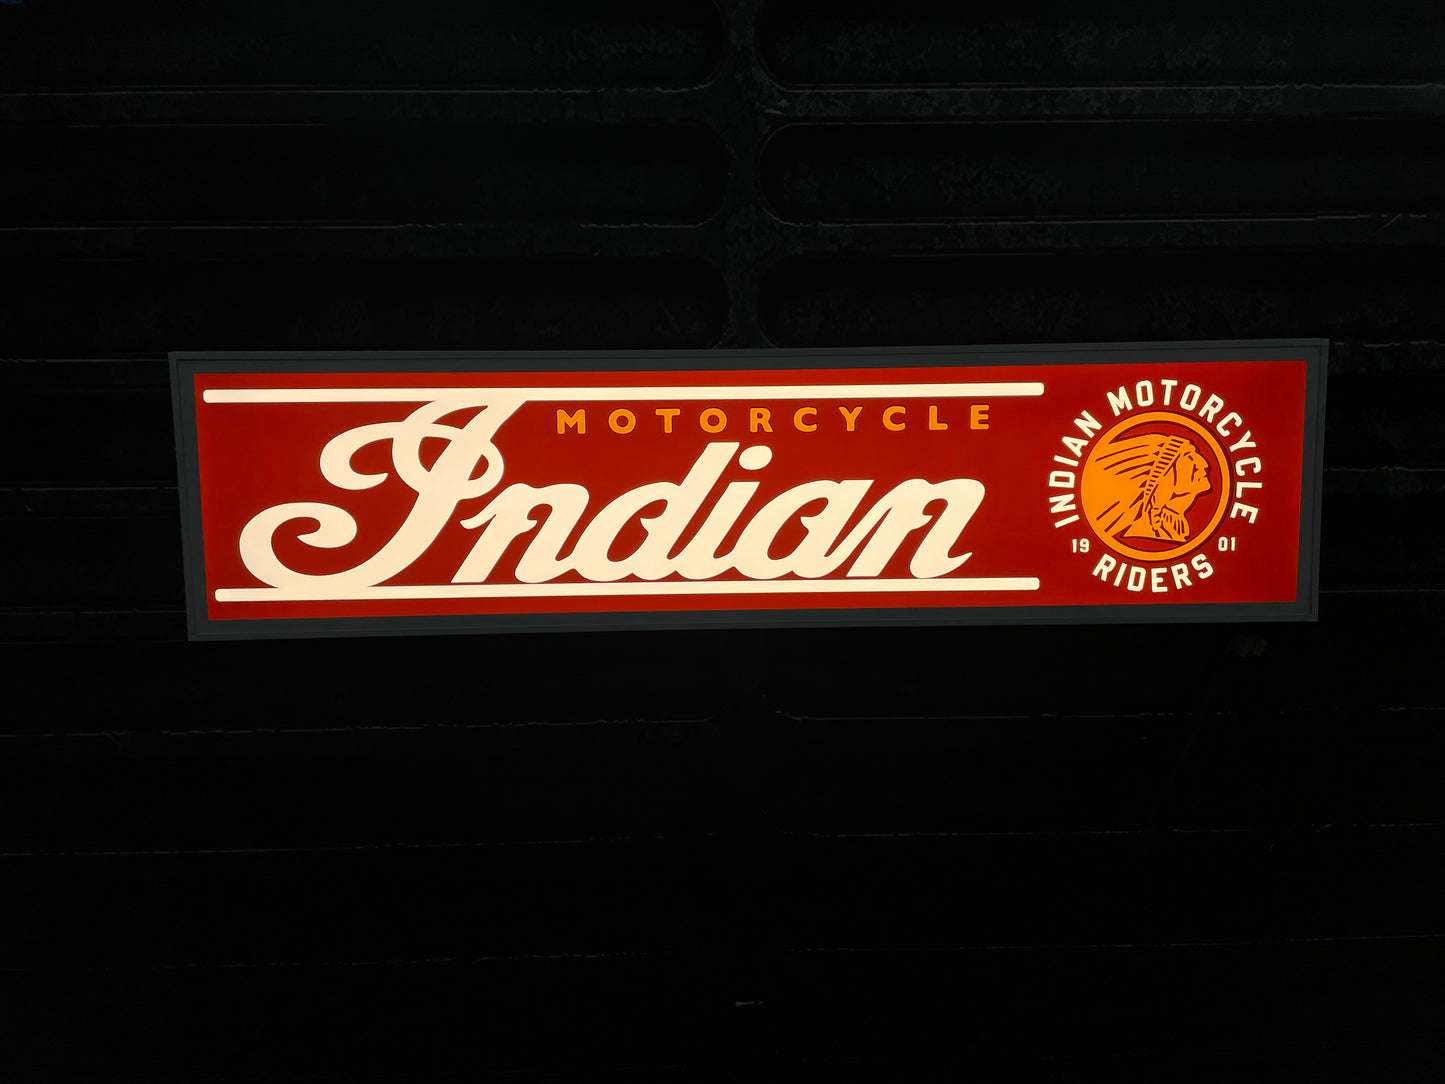 MOTORCYCLE
Indian
INDIAN MOTORCYCLE
19 01
RIDERS